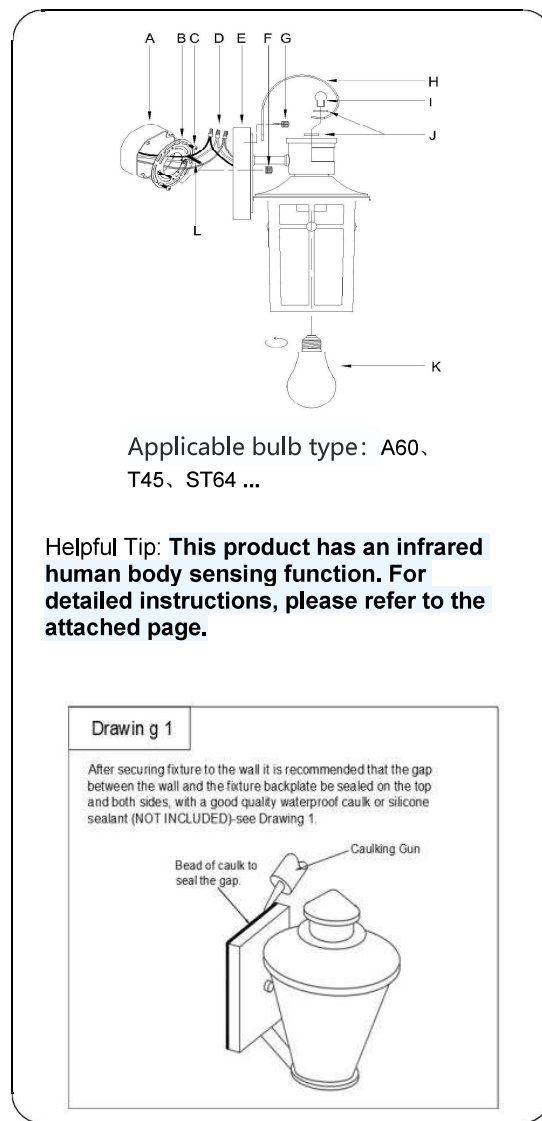 A B C D E F G
H
I
J
L
K
Applicable bulb type: A60、
T45、ST64 ...
Helpful Tip: This product has an infrared
human body sensing function. For
detailed instructions, please refer to the
attached page.
Drawin g 1
After securing fixture to the wall it is recommended that the gap
between the wall and the fixture backplate be sealed on the top
and both sides, with a good quality waterproof caulk or silicone
sealant (NOT INCLUDED)-see Drawing 1.
Caulking Gun
Bead of caulk to
seal the gap.